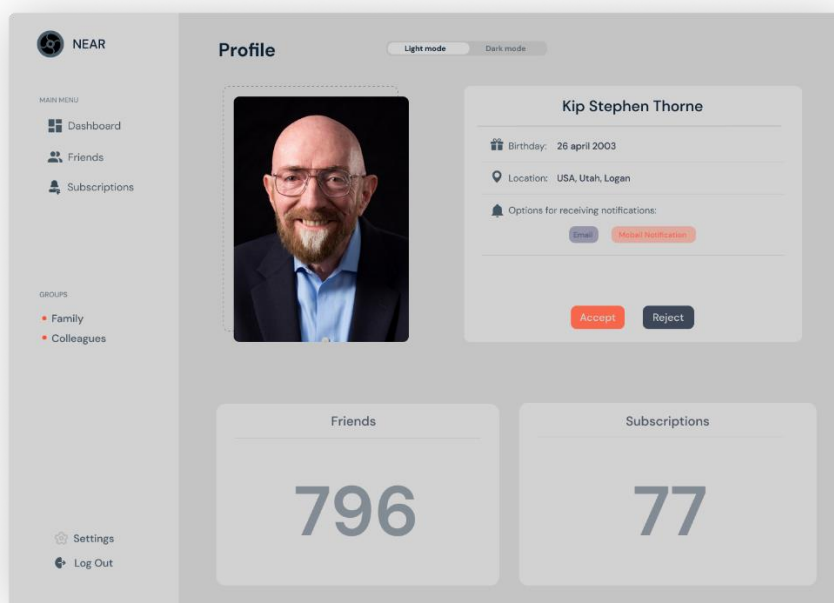 NEAR
Profile
Light mode
Dark mode
MAIN MENU
Dashboard
Friends
Subscriptions
GROUPS
Family
Colleagues
Settings
Log Out
Kip Stephen Thorne
Birthday: 26 april 2003
Location: USA, Utah, Logan
Options for receiving notifications:
Email
Mobail Notification
Accept
Reject
Friends
796
Subscriptions
77